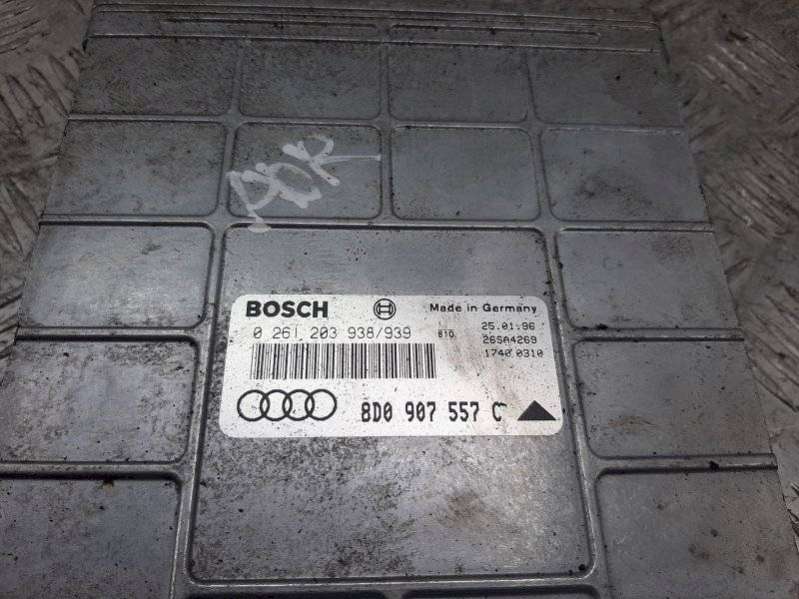 ADR
BOSCH Made in Germany
0 261 203 938/939 810 25.01.96
265A4269
1740 0310
8D0 907 557 C